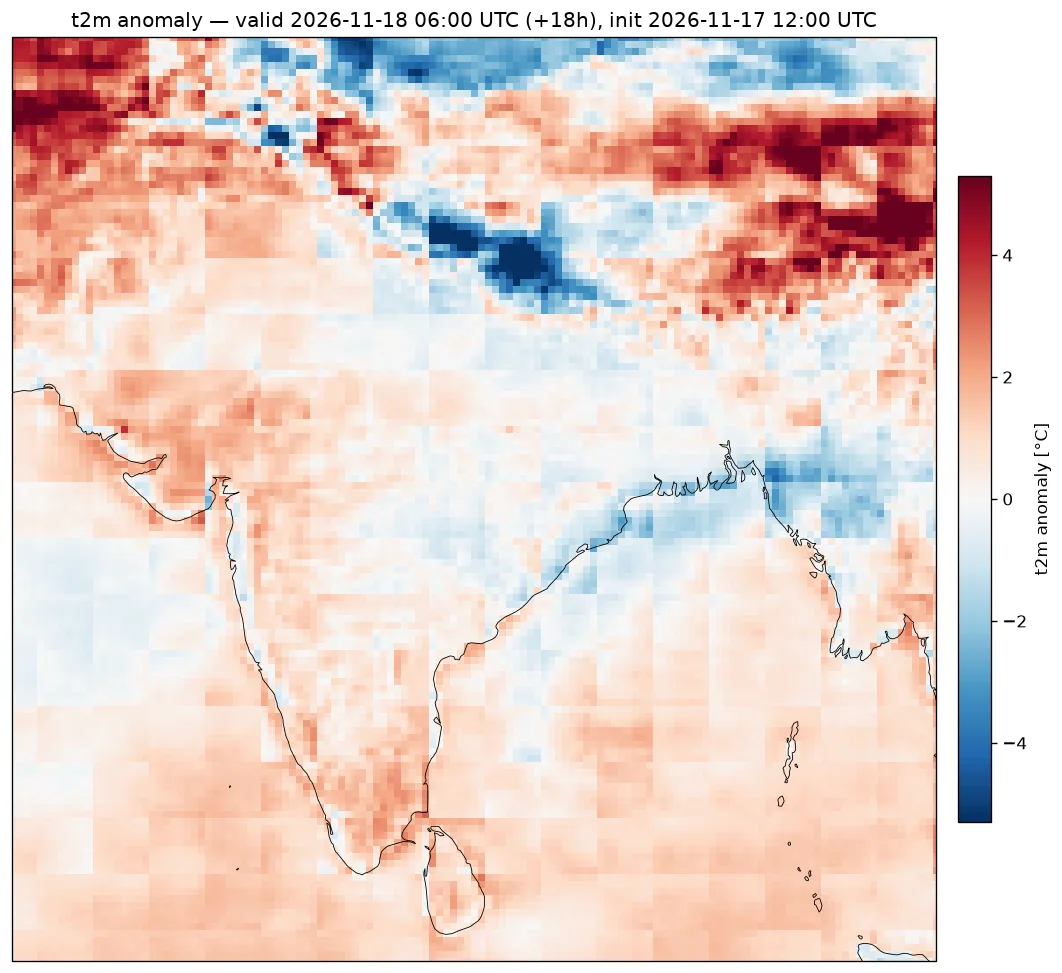 t2m anomaly — valid 2026-11-18 06:00 UTC (+18h), init 2026-11-17 12:00 UTC
4
2
0
−2
−4
t2m anomaly [°C]